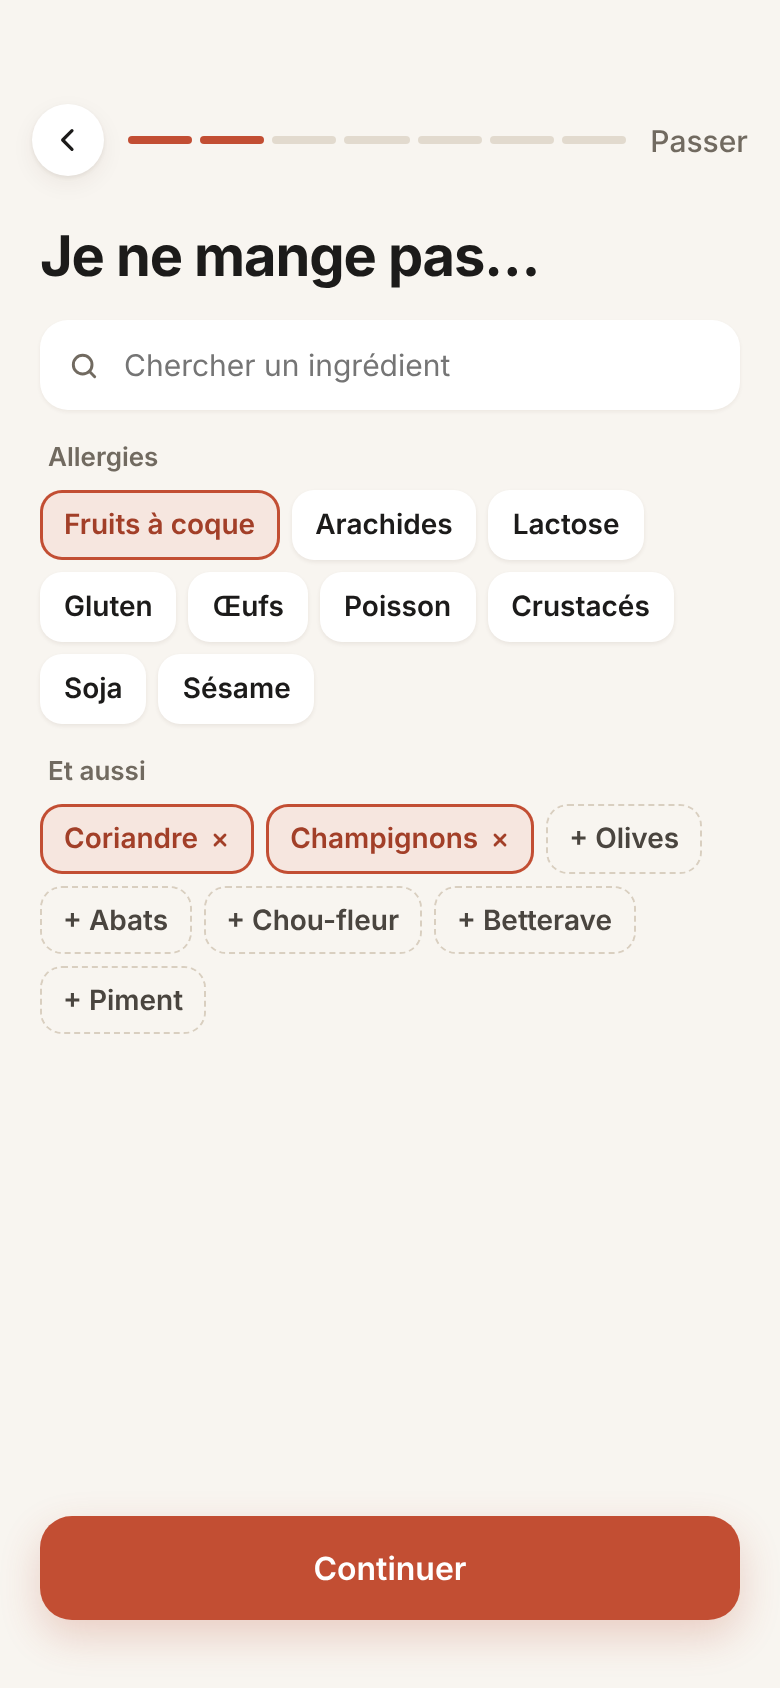 Passer
Je ne mange pas...
Chercher un ingrédient
Allergies
Fruits à coque Arachides Lactose
Gluten Œufs Poisson Crustacés
Soja Sésame
Et aussi
Coriandre × Champignons × + Olives
+ Abats + Chou-fleur + Betterave
+ Piment
Continuer